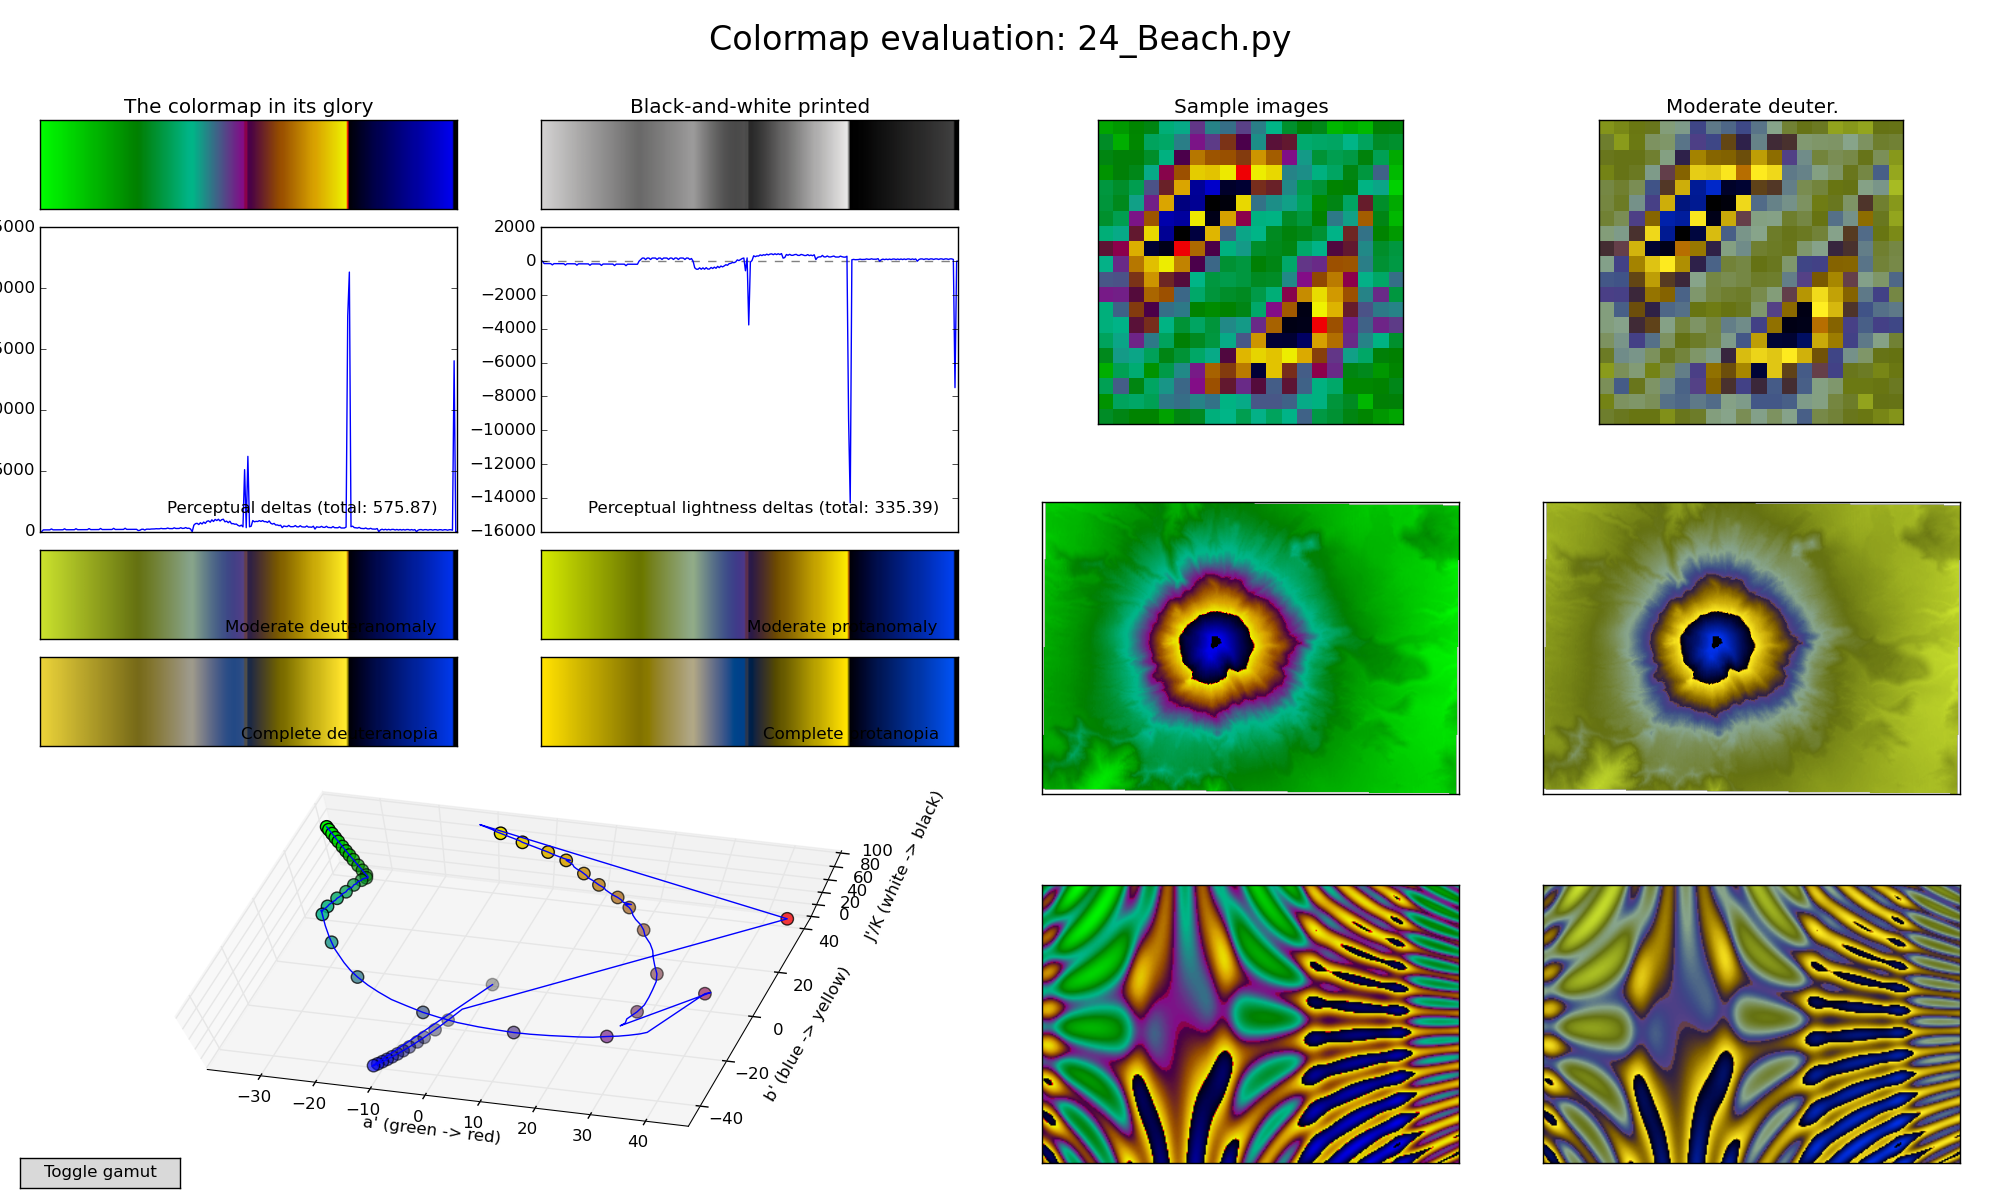 Colormap evaluation: 24_Beach.py
The colormap in its glory
Black-and-white printed
Sample images
Moderate deuter.
5000
0000
5000
0000
5000
0
Perceptual deltas (total: 575.87)
2000
0
−2000
−4000
−6000
−8000
−10000
−12000
−14000
−16000
Perceptual lightness deltas (total: 335.39)
Moderate deuteranomaly
Moderate protanomaly
Complete deuteranopia
Complete protanopia
100
80
60
40
20
0
J'/K (white -> black)
40
20
0
−20
−40
b' (blue -> yellow)
−30
−20
−10
0
10
20
30
40
a' (green -> red)
Toggle gamut